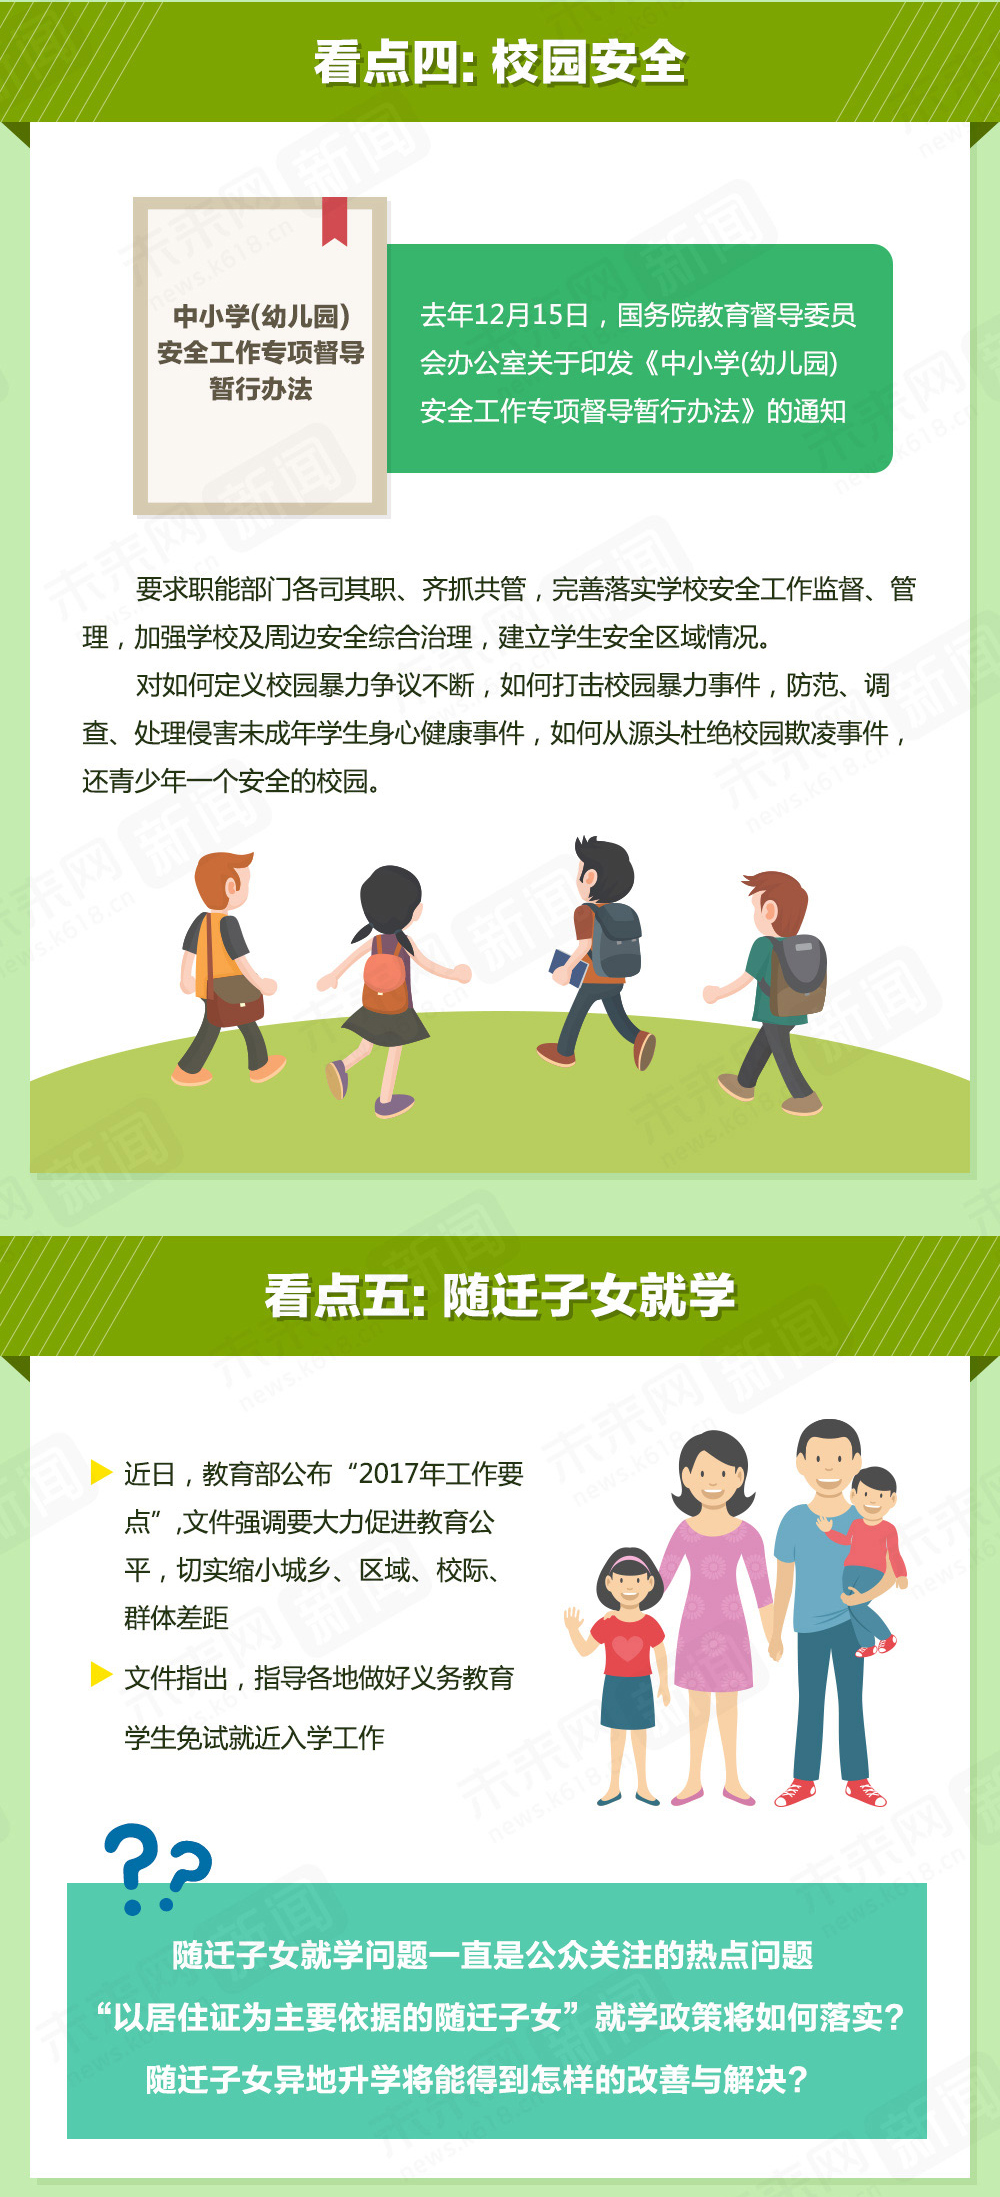 看点四: 校园安全
中小学(幼儿园)
安全工作专项督导
暂行办法
去年12月15日，国务院教育督导委员
会办公室关于印发《中小学(幼儿园)
安全工作专项督导暂行办法》的通知
要求职能部门各司其职、齐抓共管，完善落实学校安全工作监督、管
理，加强学校及周边安全综合治理，建立学生安全区域情况。
对如何定义校园暴力争议不断，如何打击校园暴力事件，防范、调
查、处理侵害未成年学生身心健康事件，如何从源头杜绝校园欺凌事件，
还青少年一个安全的校园。
看点五: 随迁子女就学
近日，教育部公布“2017年工作要
点”,文件强调要大力促进教育公
平，切实缩小城乡、区域、校际、
群体差距
文件指出，指导各地做好义务教育
学生免试就近入学工作
??
随迁子女就学问题一直是公众关注的热点问题
“以居住证为主要依据的随迁子女”就学政策将如何落实?
随迁子女异地升学将能得到怎样的改善与解决?
未来网 新闻
news.k618.cn